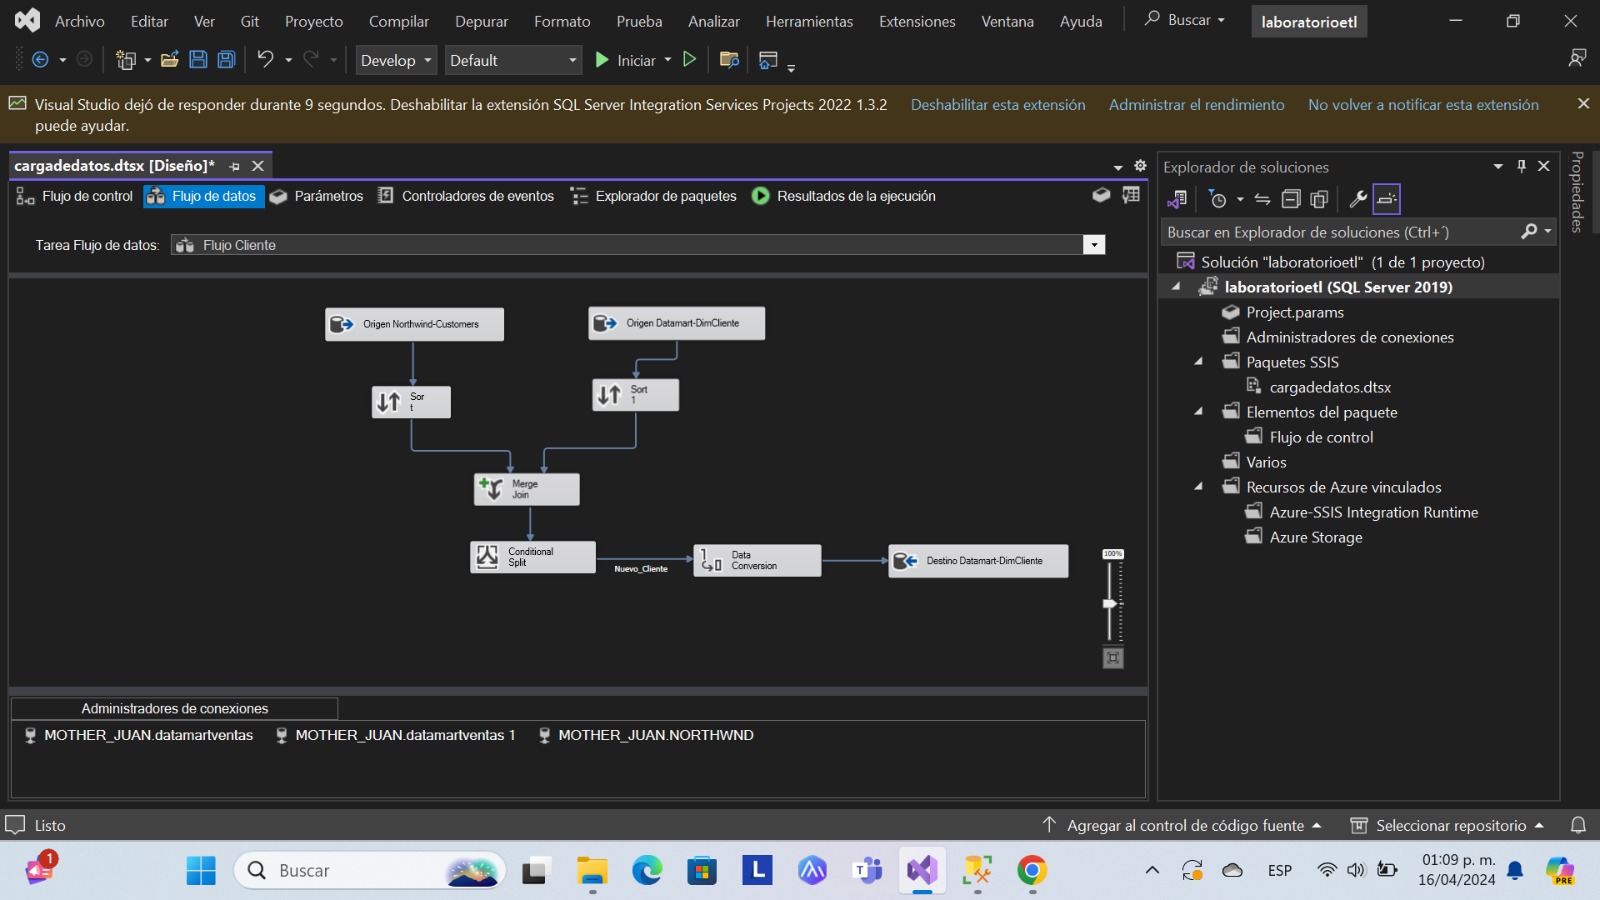 Archivo Editar Ver Git Proyecto Compilar Depurar Formato Prueba Analizar Herramientas Extensiones Ventana Ayuda Buscar laboratorioetl
Develop Default Iniciar
Visual Studio dejó de responder durante 9 segundos. Deshabilitar la extensión SQL Server Integration Services Projects 2022 1.3.2 Deshabilitar esta extensión Administrar el rendimiento No volver a notificar esta extensión
puede ayudar.
cargadedatos.dtsx [Diseño]*
Flujo de control Flujo de datos Parámetros Controladores de eventos Explorador de paquetes Resultados de la ejecución
Tarea Flujo de datos: Flujo Cliente
Origen Northwind-Customers
Origen Datamart-DimCliente
Sor
t
Sort
1
Merge
Join
Conditional
Split
Nuevo_Cliente
Data
Conversion
Destino Datamart-DimCliente
100%
Administradores de conexiones
MOTHER_JUAN.datamartventas MOTHER_JUAN.datamartventas 1 MOTHER_JUAN.NORTHWND
Explorador de soluciones
Buscar en Explorador de soluciones (Ctrl+´)
Solución "laboratorioetl" (1 de 1 proyecto)
laboratorioetl (SQL Server 2019)
Project.params
Administradores de conexiones
Paquetes SSIS
cargadedatos.dtsx
Elementos del paquete
Flujo de control
Varios
Recursos de Azure vinculados
Azure-SSIS Integration Runtime
Azure Storage
Propiedades
Listo Agregar al control de código fuente Seleccionar repositorio
1
Buscar
L
T
ESP
01:09 p. m.
16/04/2024
PRE